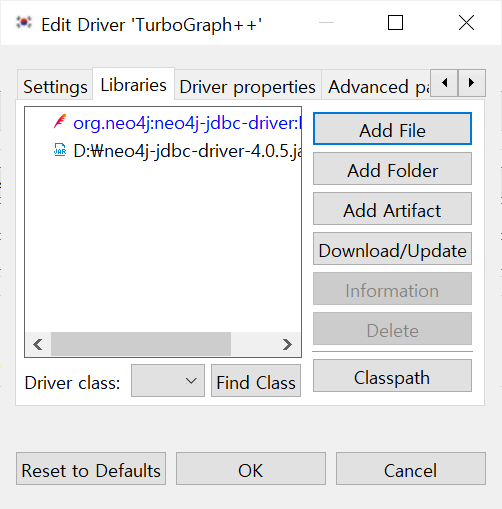 Edit Driver 'TurboGraph++'
Settings
Libraries
Driver properties
Advanced pa
org.neo4j:neo4j-jdbc-driver:
D:₩neo4j-jdbc-driver-4.0.5.ja
Add File
Add Folder
Add Artifact
Download/Update
Information
Delete
Classpath
Driver class:
Find Class
Reset to Defaults
OK
Cancel